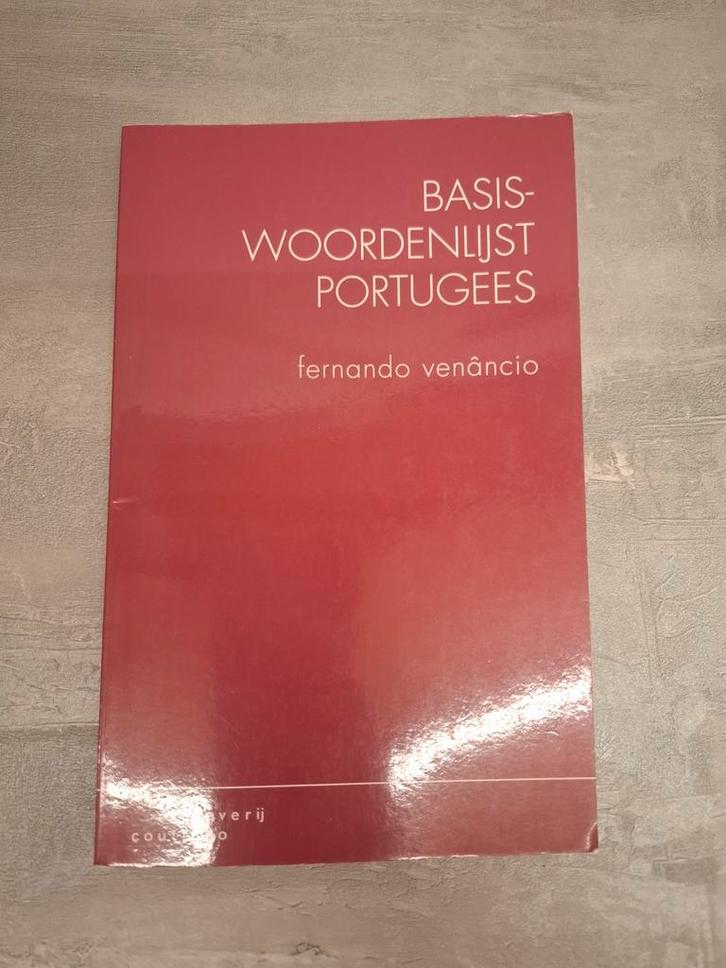 BASIS-
WOORDENLIJST
PORTUGEES
fernando venâncio